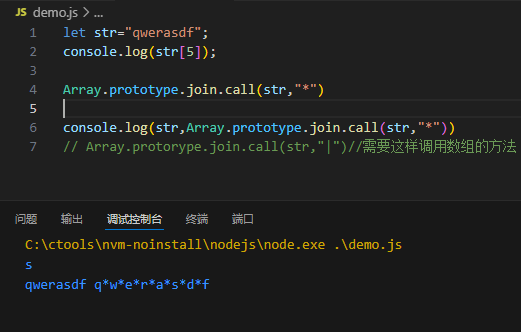 JS demo.js > ...
1 let str="qwerasdf";
2 console.log(str[5]);
3
4 Array.prototype.join.call(str,"*")
5
6 console.log(str,Array.prototype.join.call(str,"*"))
7 // Array.protorype.join.call(str,"|")//需要这样调用数组的方法
问题 输出 调试控制台 终端 端口
C:\ctools\nvm-noinstall\nodejs\node.exe .\demo.js
s
qwerasdf q*w*e*r*a*s*d*f